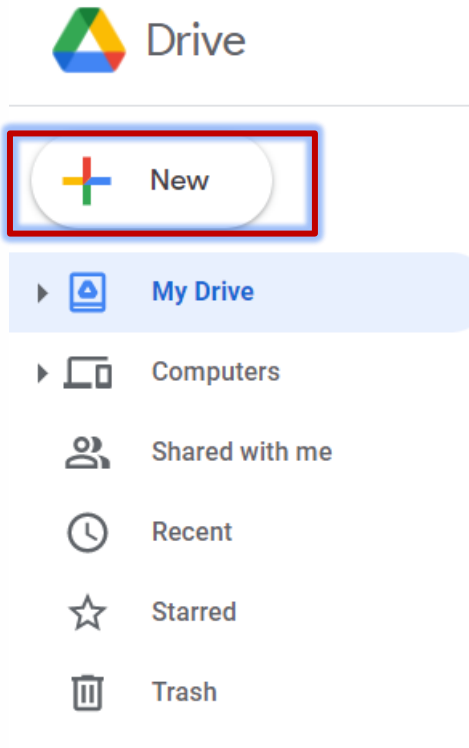 Drive
New
My Drive
Computers
Shared with me
Recent
Starred
Trash